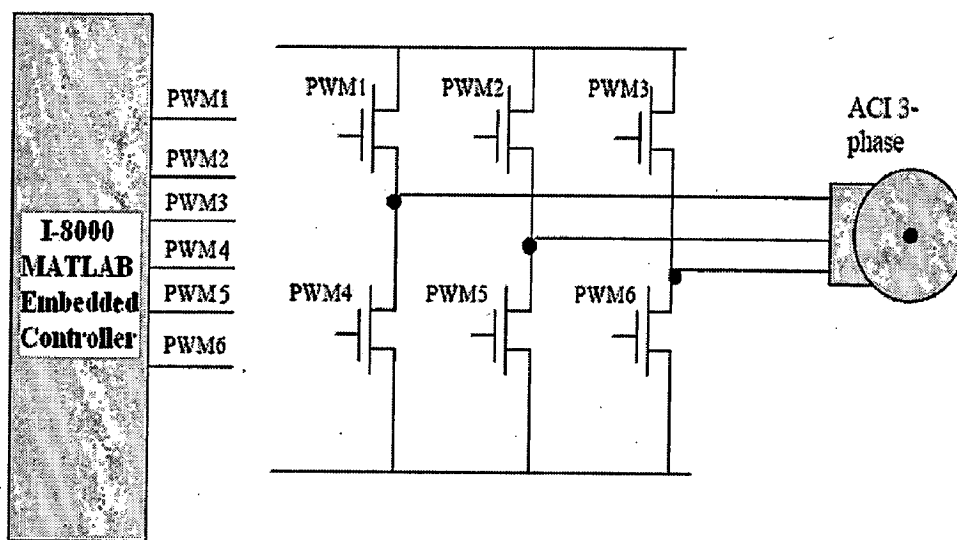 PWM1
PWM2
PWM3
PWM4
PWM5
PWM6
I-8000
MATLAB
Embedded
Controller
PWM1
PWM2
PWM3
PWM4
PWM5
PWM6
ACI 3-
phase